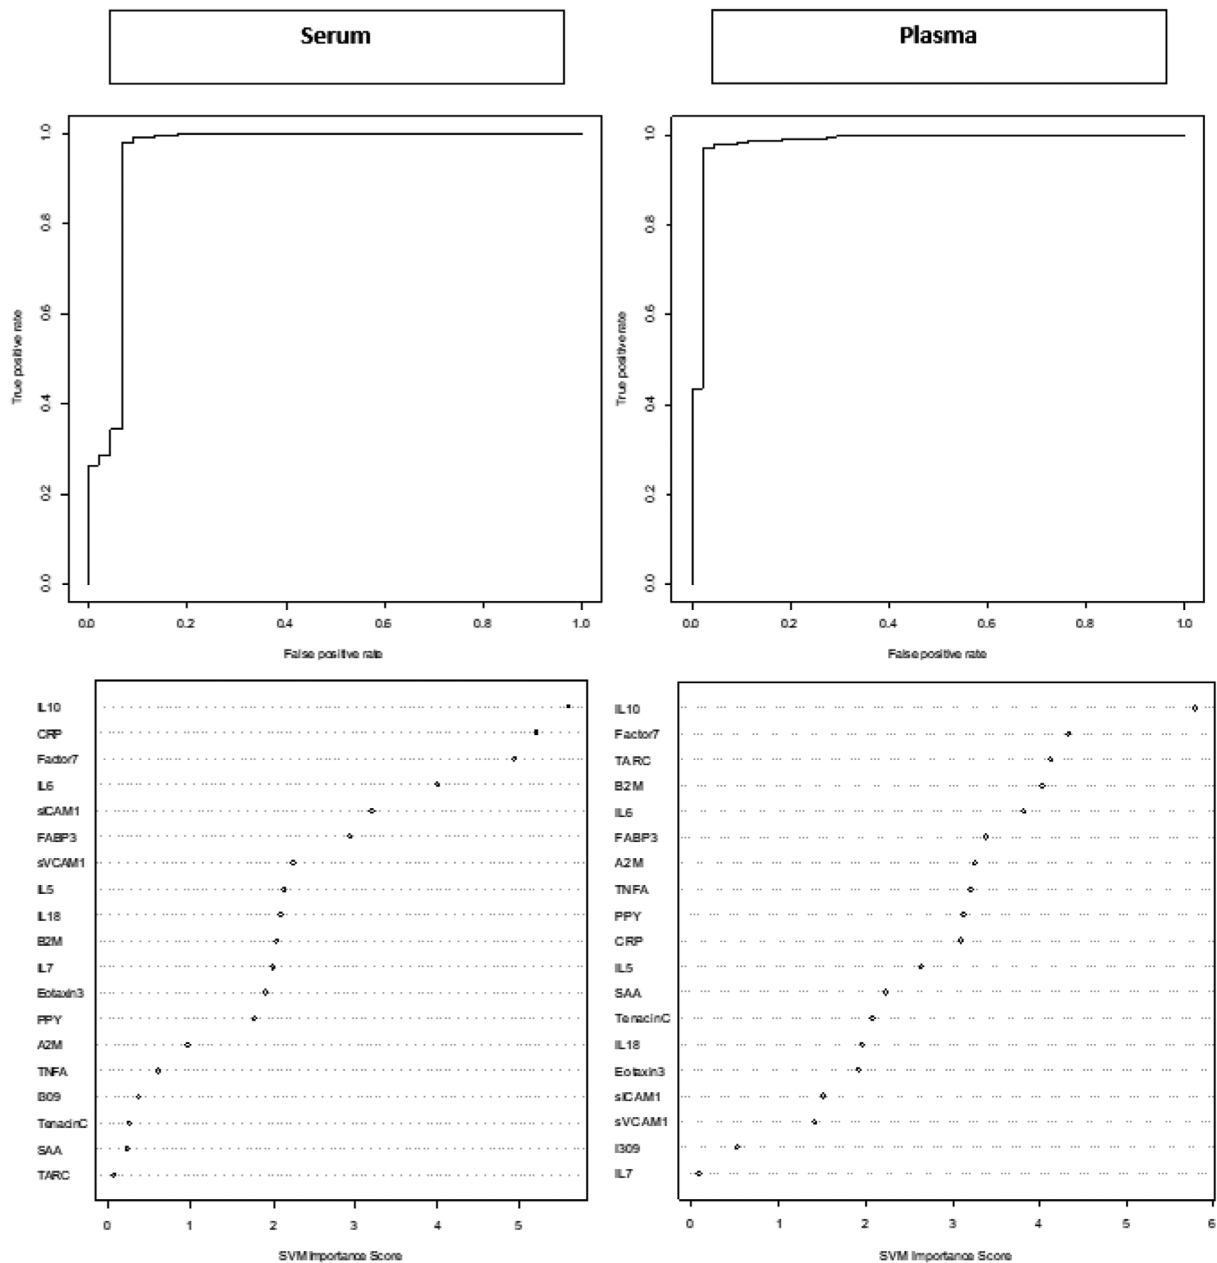 Serum
Plasma
1.0
0.8
0.6
0.4
0.2
0.0
True positive rate
0.0
0.2
0.4
0.6
0.8
1.0
False positive rate
1.0
0.8
0.6
0.4
0.2
0.0
True positive rate
0.0
0.2
0.4
0.6
0.8
1.0
False positive rate
IL10
CRP
Factor7
IL6
sICAM1
FABP3
sVCAM1
IL5
IL18
B2M
IL7
Eotaxin3
PPY
A2M
TNFA
B09
TenacinC
SAA
TARC
0 1 2 3 4 5
SVM Importance Score
IL10
Factor7
TARC
B2M
IL6
FABP3
A2M
TNFA
PPY
CRP
IL5
SAA
TenacinC
IL18
Eotaxin3
sICAM1
sVCAM1
I309
IL7
0 1 2 3 4 5 6
SVM Importance Score